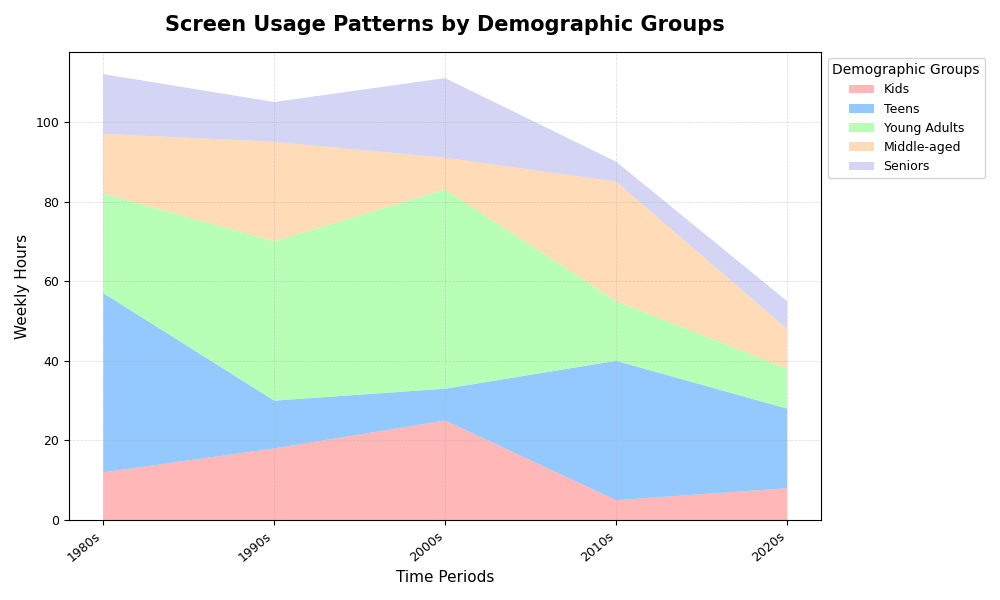 Screen Usage Patterns by Demographic Groups
Demographic Groups
Kids
Teens
Young Adults
Middle-aged
Seniors
Weekly Hours
100
80
60
40
20
0
1980s
1990s
2000s
2010s
2020s
Time Periods